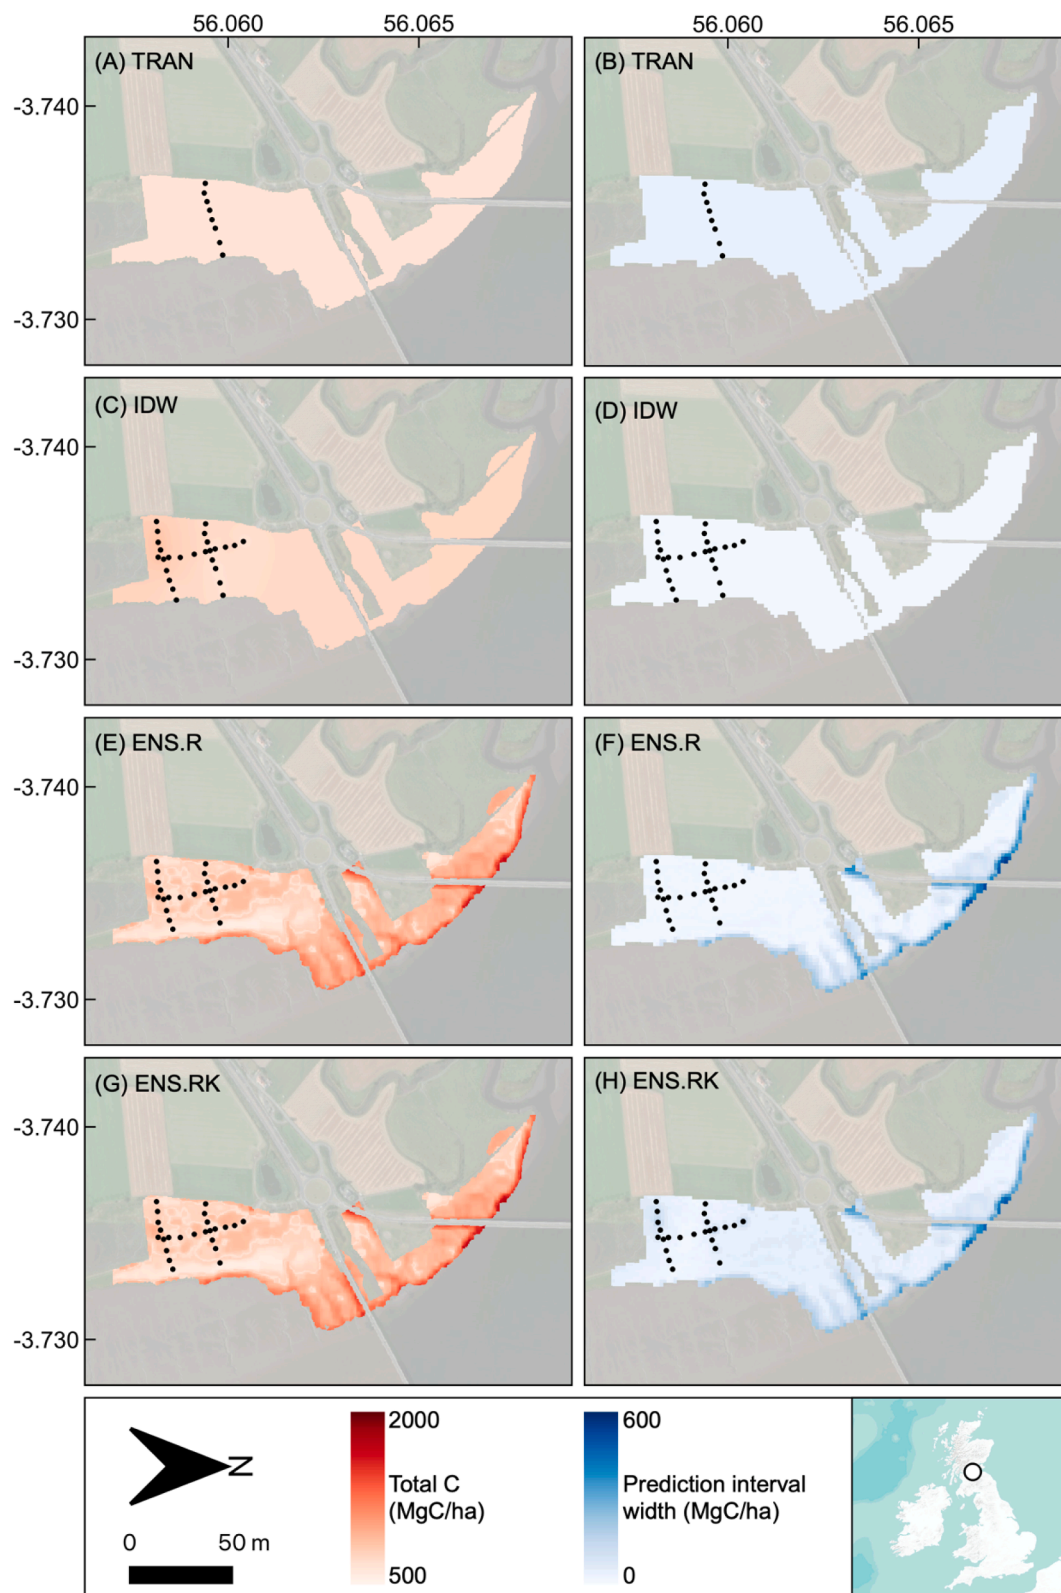 56.060 56.065 56.060 56.065
(A) TRAN
(B) TRAN
-3.740
-3.730
(C) IDW
(D) IDW
-3.740
-3.730
(E) ENS.R
(F) ENS.R
-3.740
-3.730
(G) ENS.RK
(H) ENS.RK
-3.740
-3.730
N
0 50 m
2000
Total C
(MgC/ha)
500
600
Prediction interval
width (MgC/ha)
0